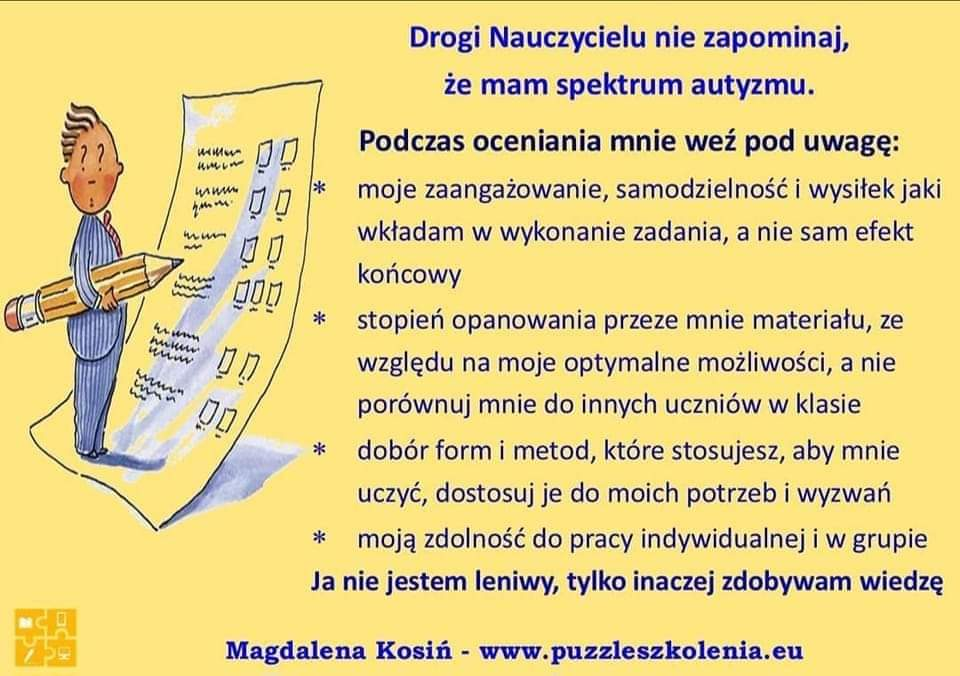 Drogi Nauczycielu nie zapominaj,
że mam spektrum autyzmu.
Podczas oceniania mnie weź pod uwagę:
* moje zaangażowanie, samodzielność i wysiłek jaki
wkładam w wykonanie zadania, a nie sam efekt
końcowy
* stopień opanowania przeze mnie materiału, ze
względu na moje optymalne możliwości, a nie
porównuj mnie do innych uczniów w klasie
* dobór form i metod, które stosujesz, aby mnie
uczyć, dostosuj je do moich potrzeb i wyzwań
* moją zdolność do pracy indywidualnej i w grupie
Ja nie jestem leniwy, tylko inaczej zdobywam wiedzę
Magdalena Kosiń - www.puzzleszkolenia.eu